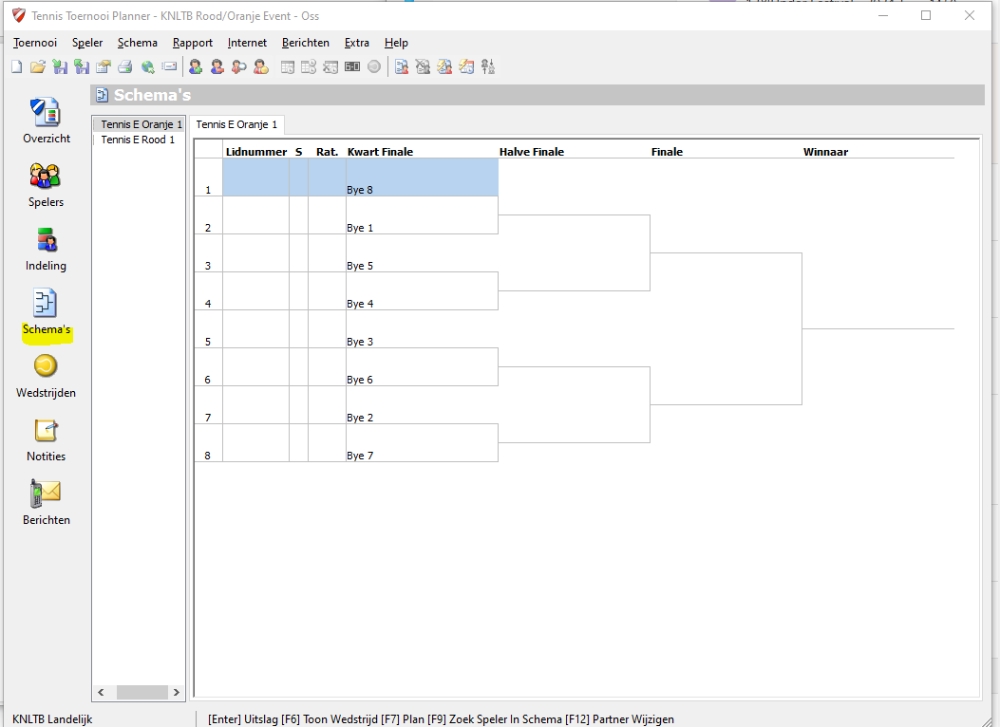 Tennis Toernooi Planner - KNLTB Rood/Oranje Event - Oss
Toernooi Speler Schema Rapport Internet Berichten Extra Help
6-0
Schema's
Overzicht
Spelers
Indeling
Schema's
Wedstrijden
Notities
Berichten
Tennis E Oranje 1
Tennis E Rood 1
Tennis E Oranje 1
Lidnummer S Rat. Kwart Finale Halve Finale Finale Winnaar
1 Bye 8
2 Bye 1
3 Bye 5
4 Bye 4
5 Bye 3
6 Bye 6
7 Bye 2
8 Bye 7
KNLTB Landelijk
[Enter] Uitslag [F6] Toon Wedstrijd [F7] Plan [F9] Zoek Speler In Schema [F12] Partner Wijzigen